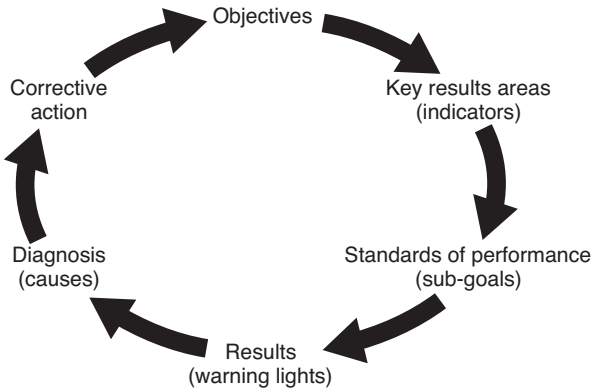 Objectives
Key results areas
(indicators)
Standards of performance
(sub-goals)
Results
(warning lights)
Diagnosis
(causes)
Corrective
action